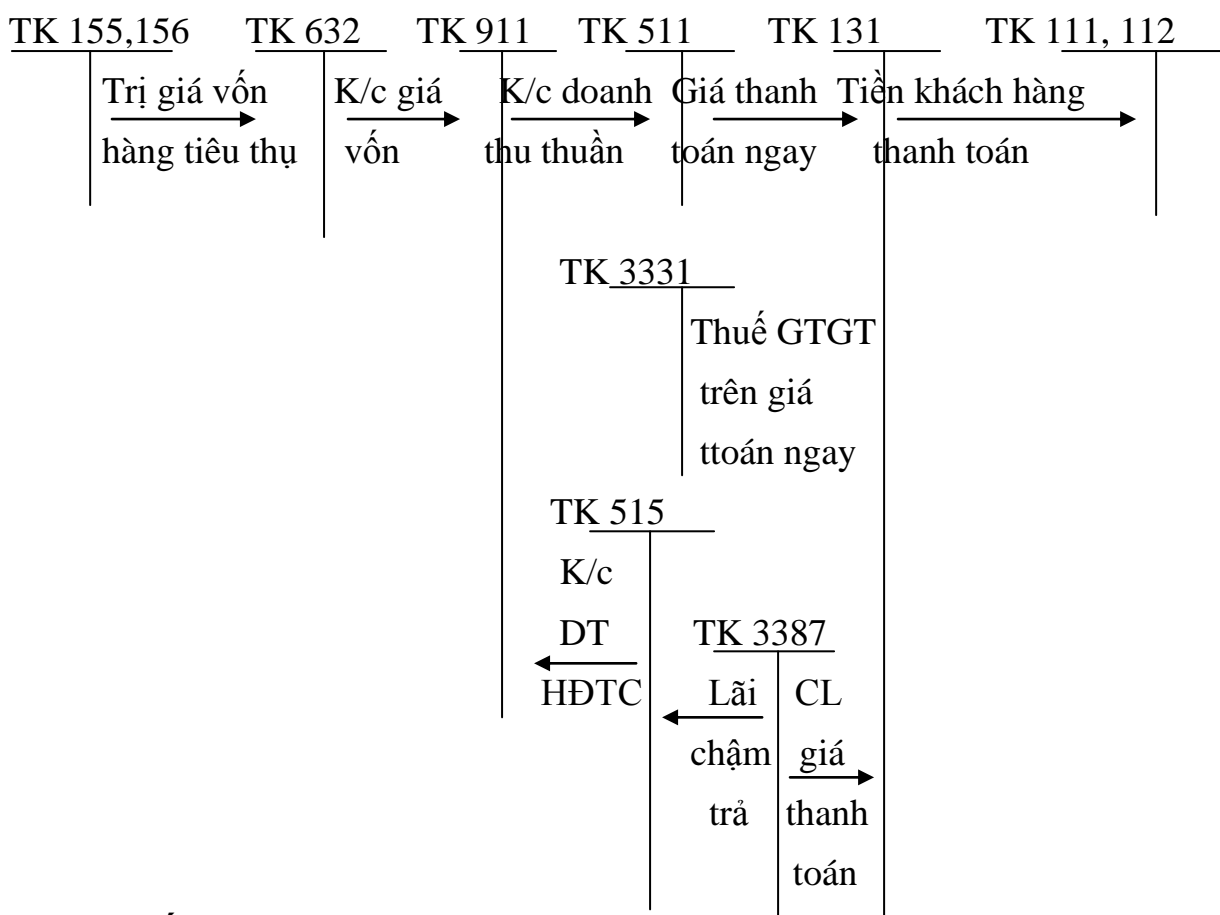 TK 155,156 TK 632 TK 911 TK 511 TK 131 TK 111, 112
Trị giá vốn K/c giá K/c doanh Giá thanh Tiền khách hàng
hàng tiêu thụ vốn thu thuần toán ngay thanh toán
TK 3331
Thuế GTGT
trên giá
ttoán ngay
TK 515
K/c
DT TK 3387
HĐTC Lãi CL
chậm giá
trả thanh
toán